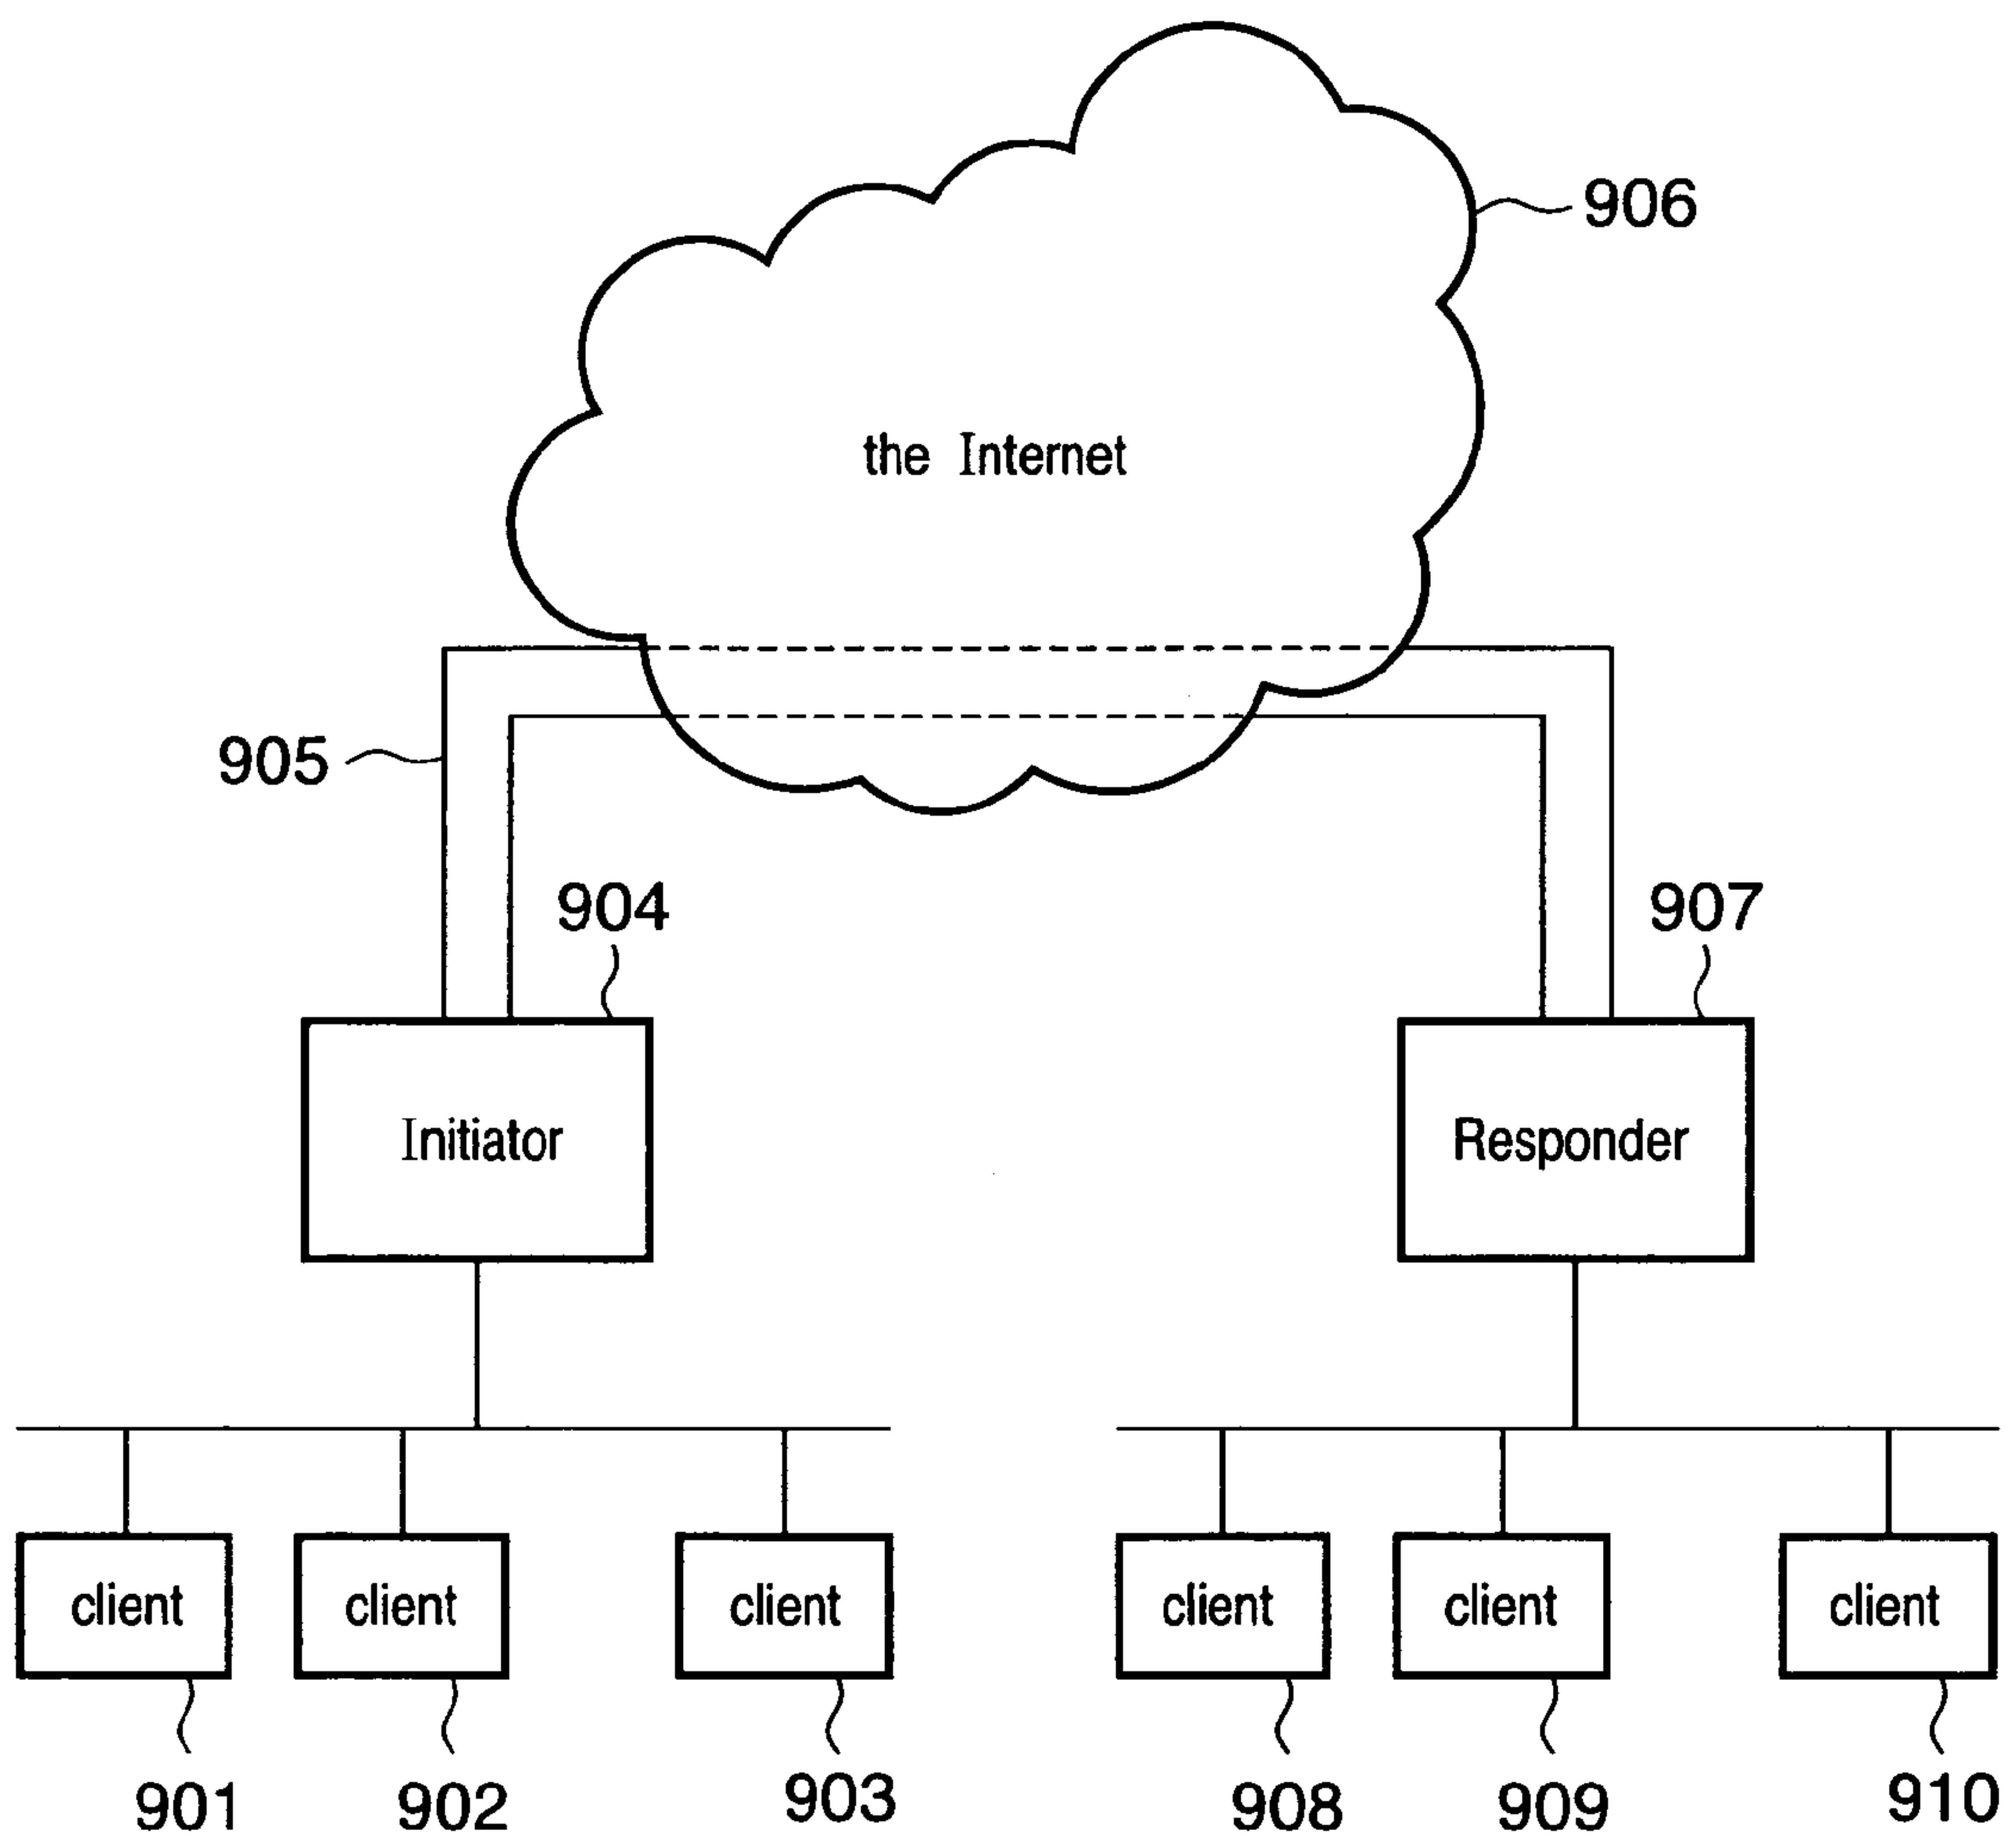 906
the Internet
905
904
907
Initiator
Responder
client
client
client
client
client
client
901
902
903
908
909
910